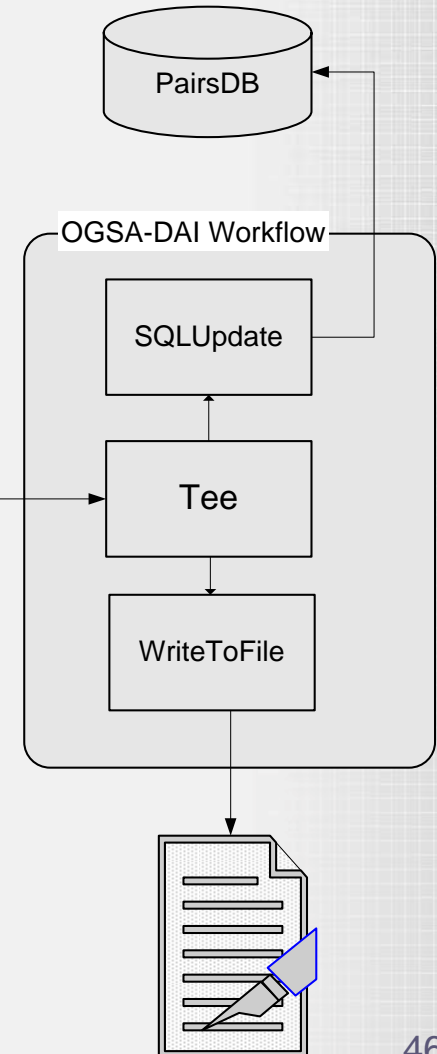 PairsDB
OGSA-DAI Workflow
SQLUpdate
Tee
WriteToFile
46